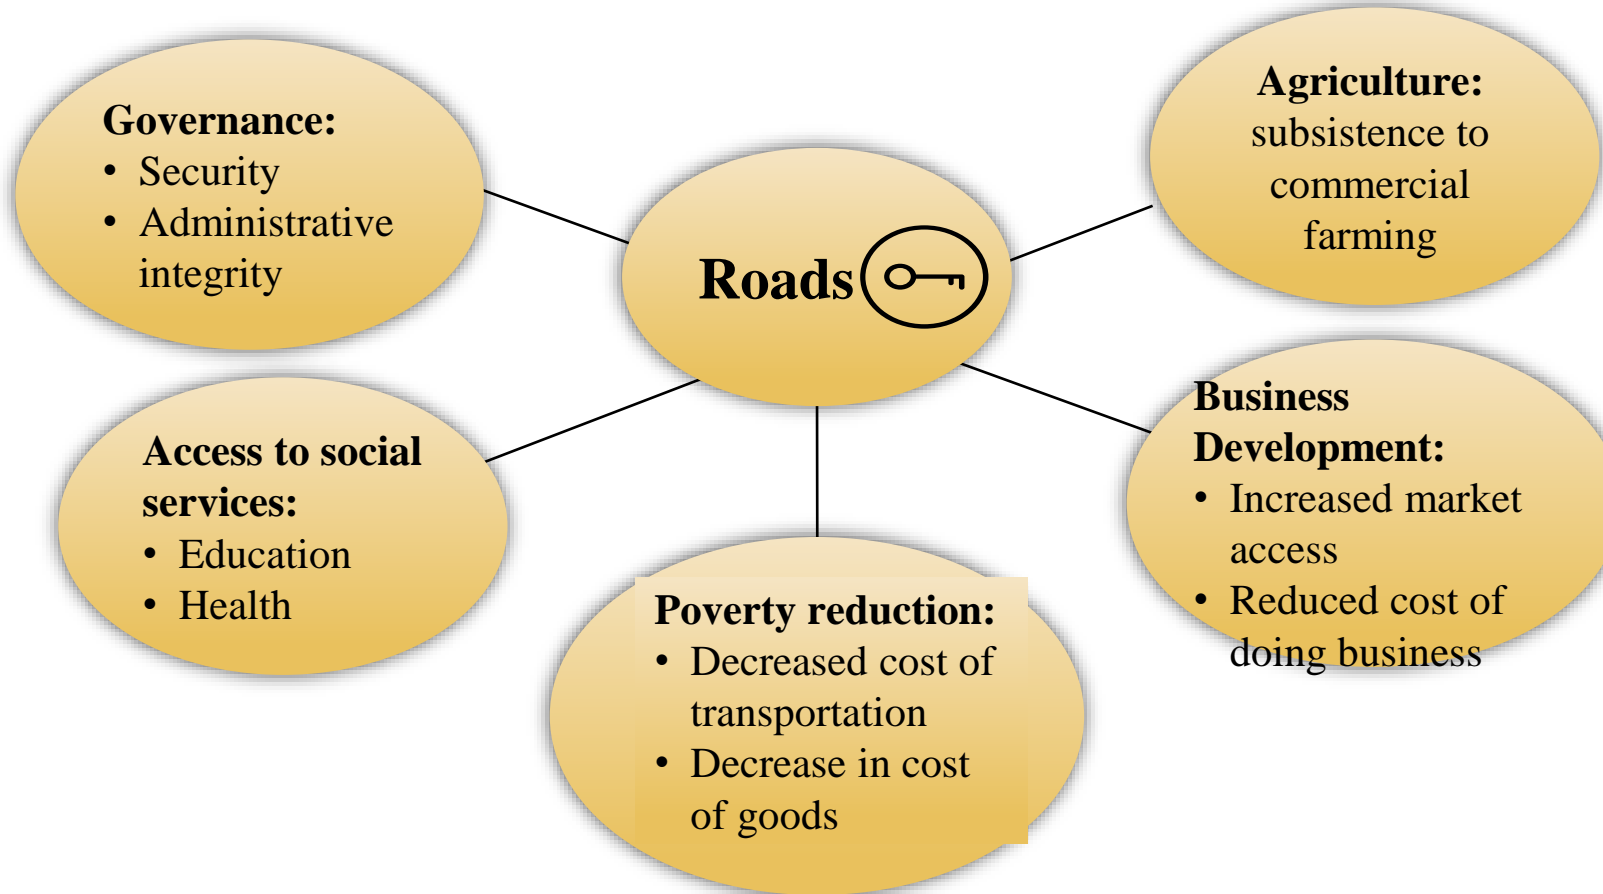 Governance:
• Security
• Administrative
integrity
Roads
Agriculture:
subsistence to
commercial
farming
Access to social
services:
• Education
• Health
Poverty reduction:
• Decreased cost of
transportation
• Decrease in cost
of goods
Business
Development:
• Increased market
access
• Reduced cost of
doing business